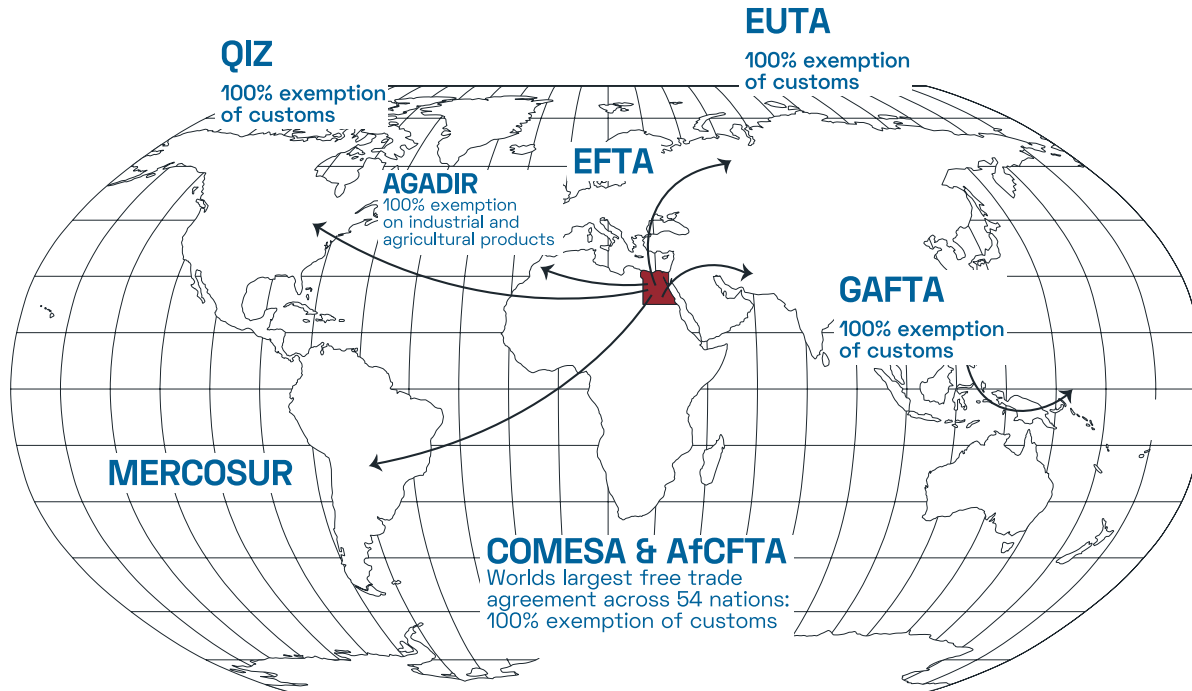 QIZ
100% exemption
of customs
EUTA
100% exemption
of customs
EFTA
AGADIR
100% exemption
on industrial and
agricultural products
GAFTA
100% exemption
of customs
MERCOSUR
COMESA & AfCFTA
Worlds largest free trade
agreement across 54 nations:
100% exemption of customs